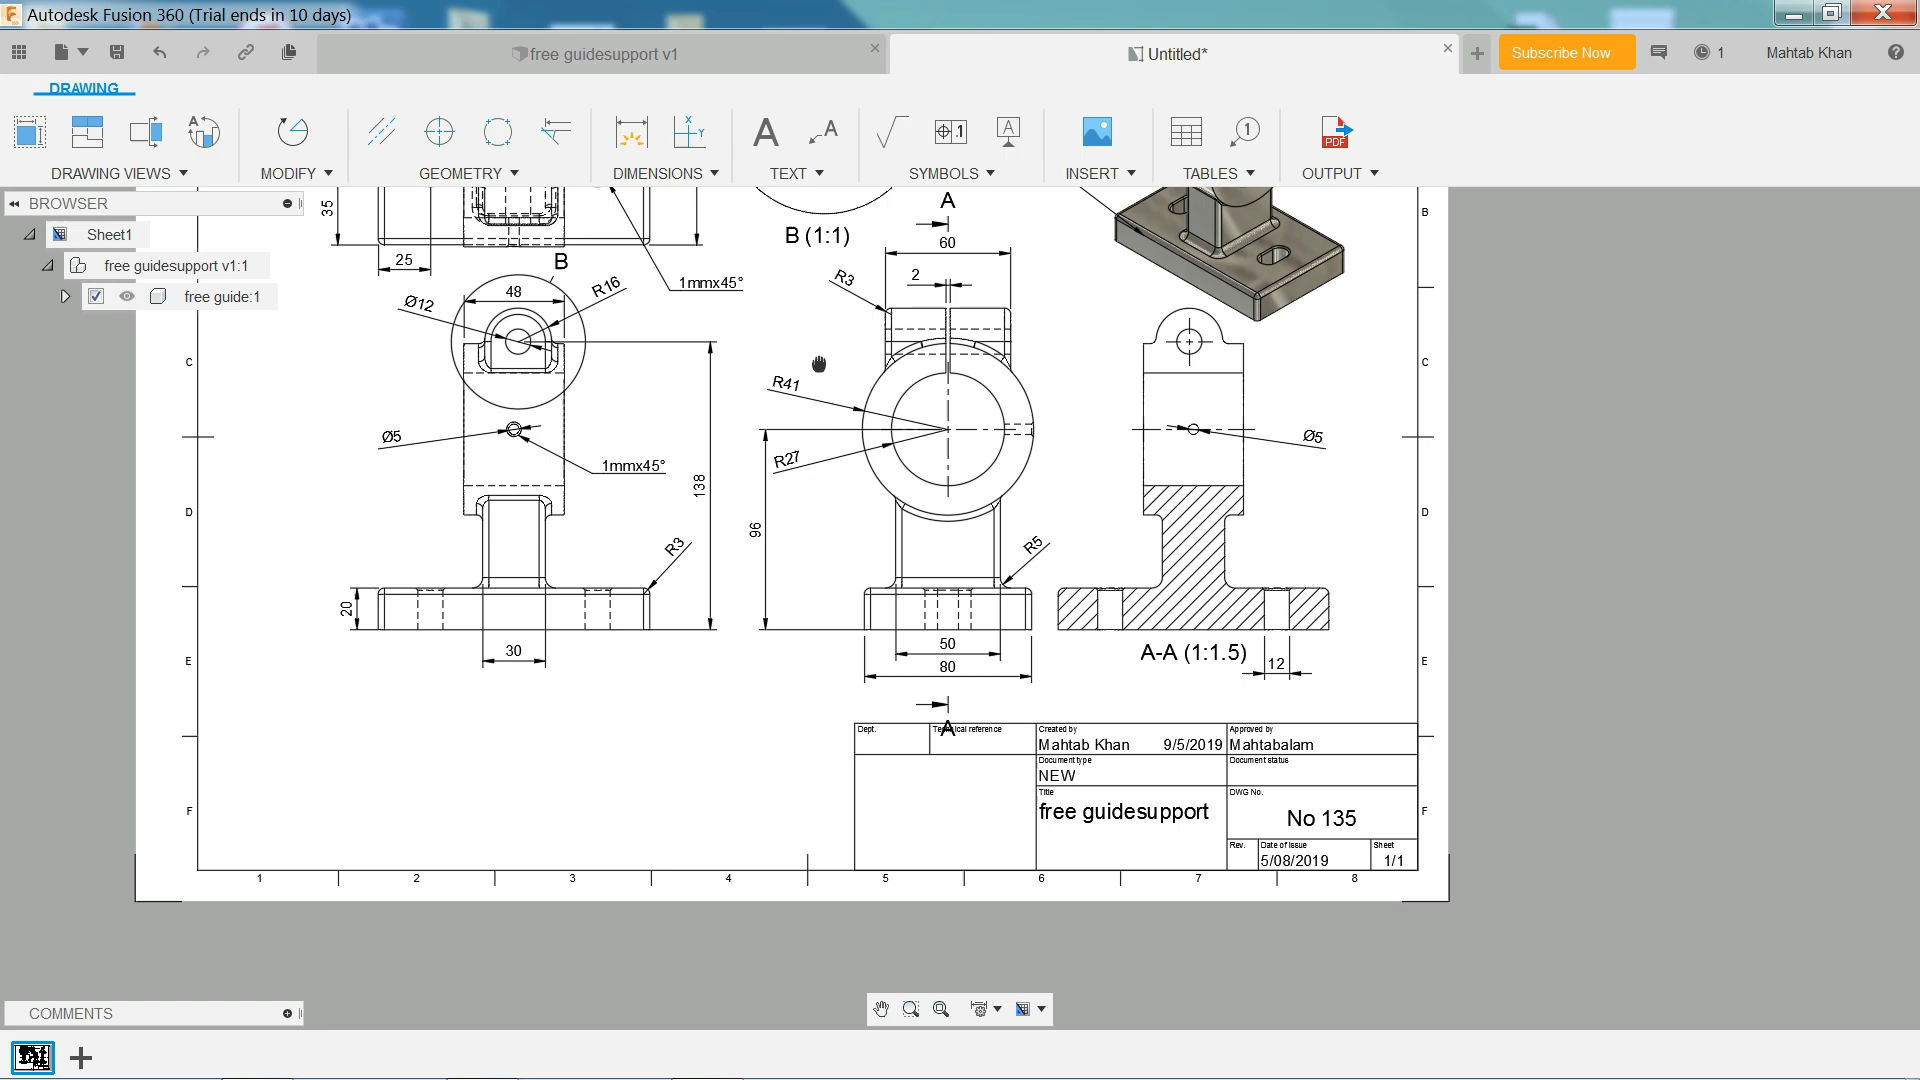 Autodesk Fusion 360 (Trial ends in 10 days)
free guidesupport v1
Untitled*
Subscribe Now
1
Mahtab Khan
DRAWING
DRAWING VIEWS
MODIFY
GEOMETRY
DIMENSIONS
TEXT
SYMBOLS
INSERT
TABLES
OUTPUT
BROWSER
Sheet1
free guidesupport v1:1
free guide:1
35
25
B
1mmx45°
B (1:1)
A
60
B
R3
2
48
R16
Ø12
C
C
R41
Ø5
1mmx45°
R27
Ø5
138
96
D
D
R3
R5
20
30
50
80
A-A (1:1.5)
12
E
E
A
Dept.
Technical reference
Created by
Mahtab Khan 9/5/2019
Approved by
Mahtabalam
Document type
NEW
Document status
Title
free guidesupport
DWG No.
No 135
Rev.
Date of issue
5/08/2019
Sheet
1/1
F
F
1 2 3 4 5 6 7 8
COMMENTS